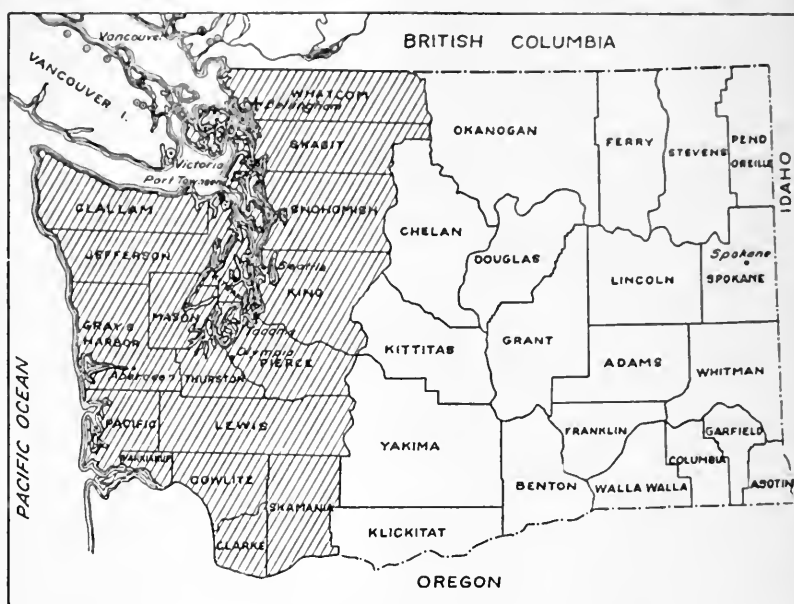 BRITISH COLUMBIA
Vancouver
VANCOUVER I.
WHATCOM
Bellingham
OKANOGAN
FERRY
STEVENS
PEND
OREILLE
IDAHO
SKAGIT
Victoria
Port Townsend
CLALLAM
SNOHOMISH
CHELAN
DOUGLAS
JEFFERSON
Seattle
KING
LINCOLN
Spokane
SPOKANE
MASON
GRAYS
HARBOR
Tacoma
Olympia
PIERCE
KITTITAS
GRANT
ADAMS
WHITMAN
Aberdeen
THURSTON
PACIFIC OCEAN
PACIFIC
LEWIS
YAKIMA
FRANKLIN
GARFIELD
COLUMBIA
WAHKIAKUM
COWLITZ
SKAMANIA
BENTON
WALLA WALLA
ASOTIN
CLARKE
KLICKITAT
OREGON